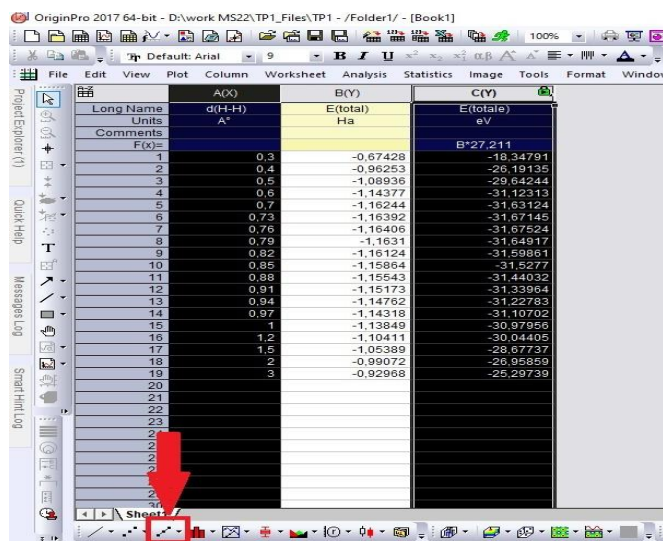 OriginPro 2017 64-bit - D:\work MS22\TP1_Files\TP1 - /Folder1/ - [Book1]
100%
Default: Arial 9 B I U x² x₂ αβ A A A
File Edit View Plot Column Worksheet Analysis Statistics Image Tools Format Window
Project Explorer (1)
Quick Help
Messages Log
Smart Hint Log
T
A(X) B(Y) C(Y)
Long Name d(H-H) E(total) E(totale)
Units A° Ha eV
Comments
F(x)= B*27,211
1 0,3 -0,67428 -18,34791
2 0,4 -0,96253 -26,19135
3 0,5 -1,08936 -29,64244
4 0,6 -1,14377 -31,12313
5 0,7 -1,16244 -31,63124
6 0,73 -1,16392 -31,67145
7 0,76 -1,16406 -31,67524
8 0,79 -1,1631 -31,64917
9 0,82 -1,16124 -31,59861
10 0,85 -1,15864 -31,5277
11 0,88 -1,15543 -31,44032
12 0,91 -1,15173 -31,33964
13 0,94 -1,14762 -31,22783
14 0,97 -1,14318 -31,10702
15 1 -1,13849 -30,97956
16 1,2 -1,10411 -30,04405
17 1,5 -1,05389 -28,67737
18 2 -0,99072 -26,95859
19 3 -0,92968 -25,29739
20
21
22
23
30
Sheet1